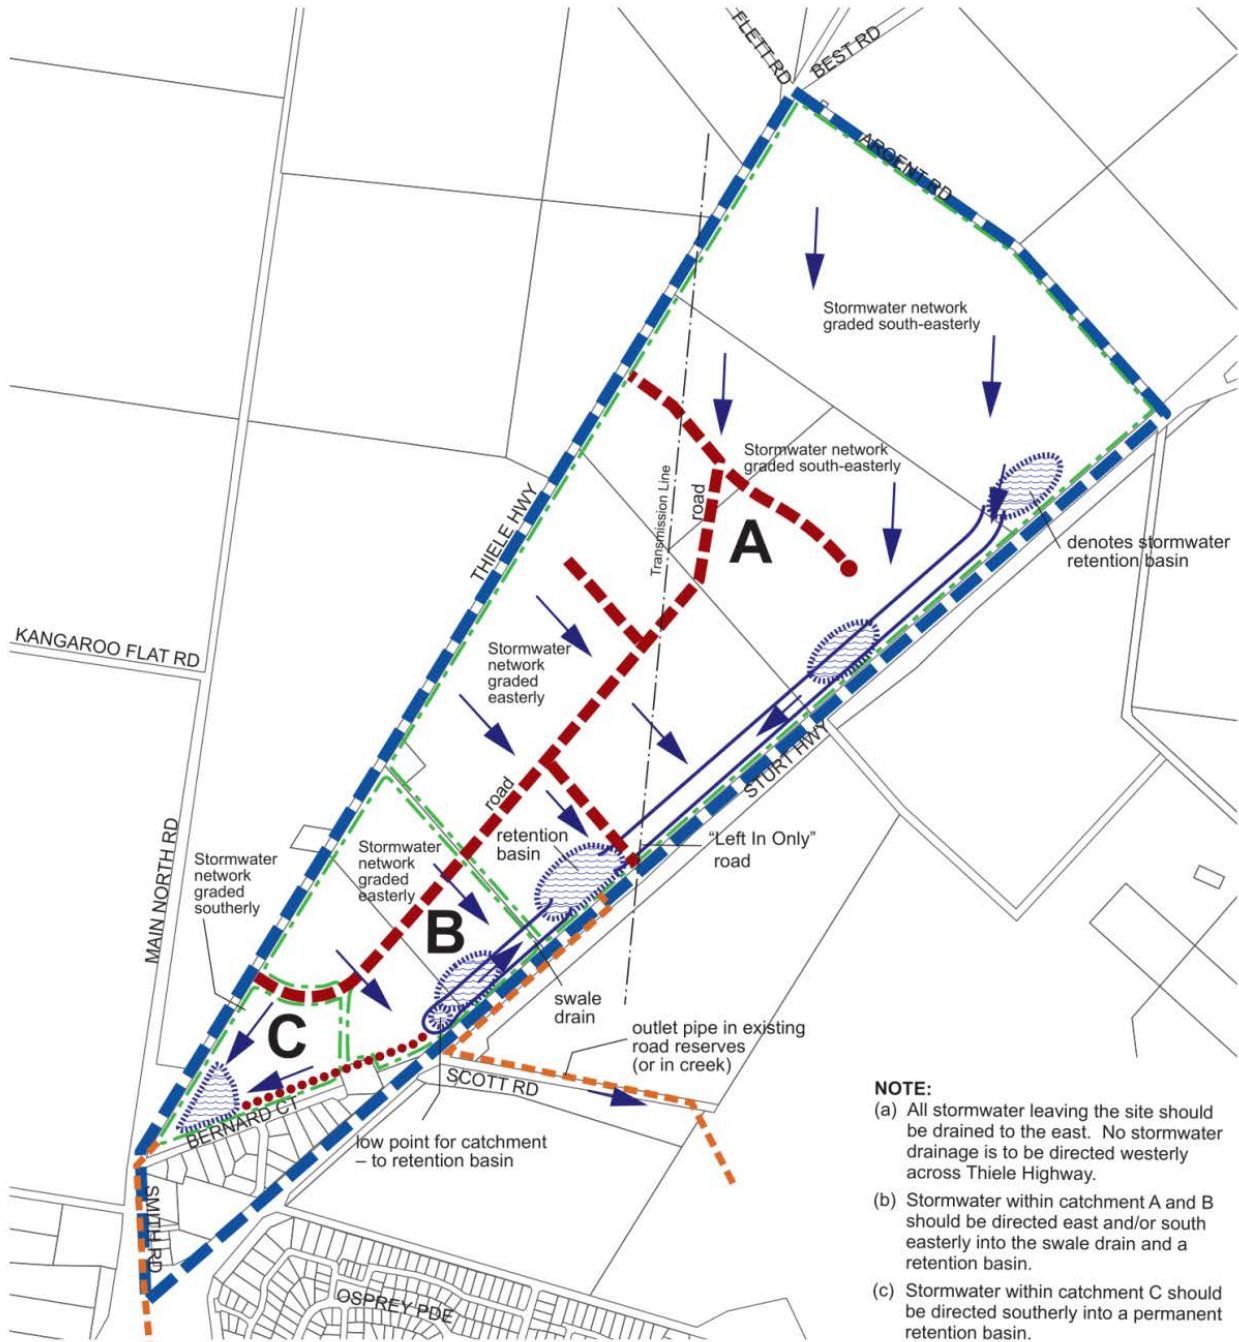 FLETT RD
BEST RD
ARGENT RD
Stormwater network
graded south-easterly
THIELE HWY
Stormwater network
graded south-easterly
Transmission Line
road
A
denotes stormwater
retention basin
KANGAROO FLAT RD
Stormwater
network
graded
easterly
STURT HWY
road
MAIN NORTH RD
Stormwater
network
graded
southerly
Stormwater
network
graded
easterly
retention
basin
"Left In Only"
road
B
swale
drain
C
outlet pipe in existing
road reserves
(or in creek)
SCOTT RD
BERNARD CT
low point for catchment
– to retention basin
SMITH RD
OSPREY PDE
NOTE:
(a) All stormwater leaving the site should
be drained to the east. No stormwater
drainage is to be directed westerly
across Thiele Highway.
(b) Stormwater within catchment A and B
should be directed east and/or south
easterly into the swale drain and a
retention basin.
(c) Stormwater within catchment C should
be directed southerly into a permanent
retention basin.